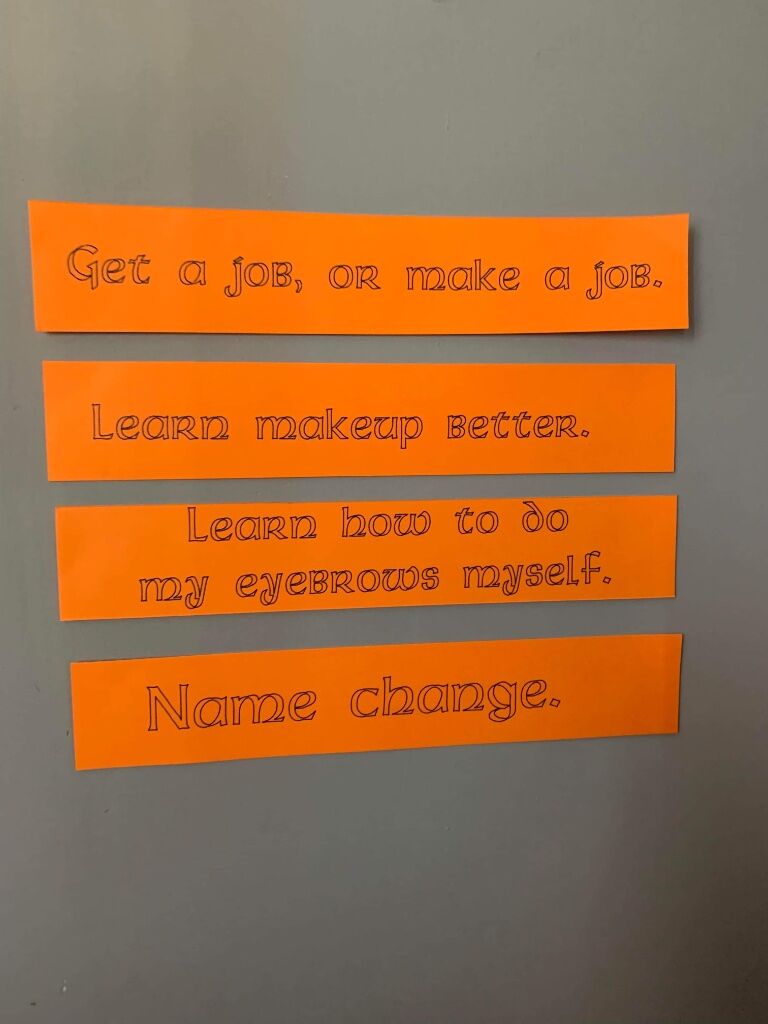 Get a job, or make a job.
Learn makeup better.
Learn how to do
my eyebrows myself.
Name change.